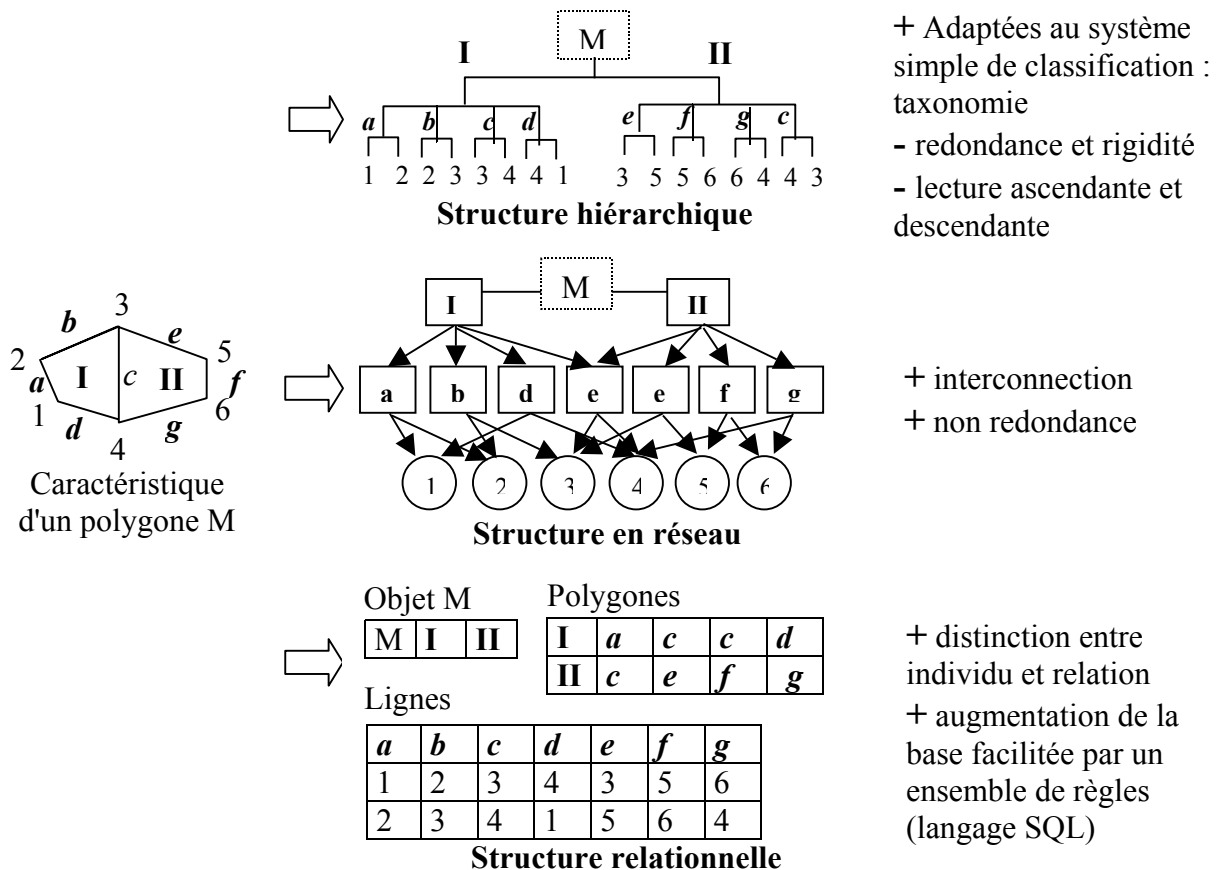 M
I II
a b c d e f g c
1 2 2 3 3 4 4 1 3 5 5 6 6 4 4 3
Structure hiérarchique
+ Adaptées au système
simple de classification :
taxonomie
- redondance et rigidité
- lecture ascendante et
descendante
3
b e
2 5
a I c II f
1 6
d g
4
Caractéristique
d'un polygone M
M
I II
a b d e e f g
1 2 3 4 5 6
Structure en réseau
+ interconnection
+ non redondance
Objet M
M I II
Polygones
I a c c d
II c e f g
Lignes
a b c d e f g
1 2 3 4 3 5 6
2 3 4 1 5 6 4
Structure relationnelle
+ distinction entre
individu et relation
+ augmentation de la
base facilitée par un
ensemble de règles
(langage SQL)